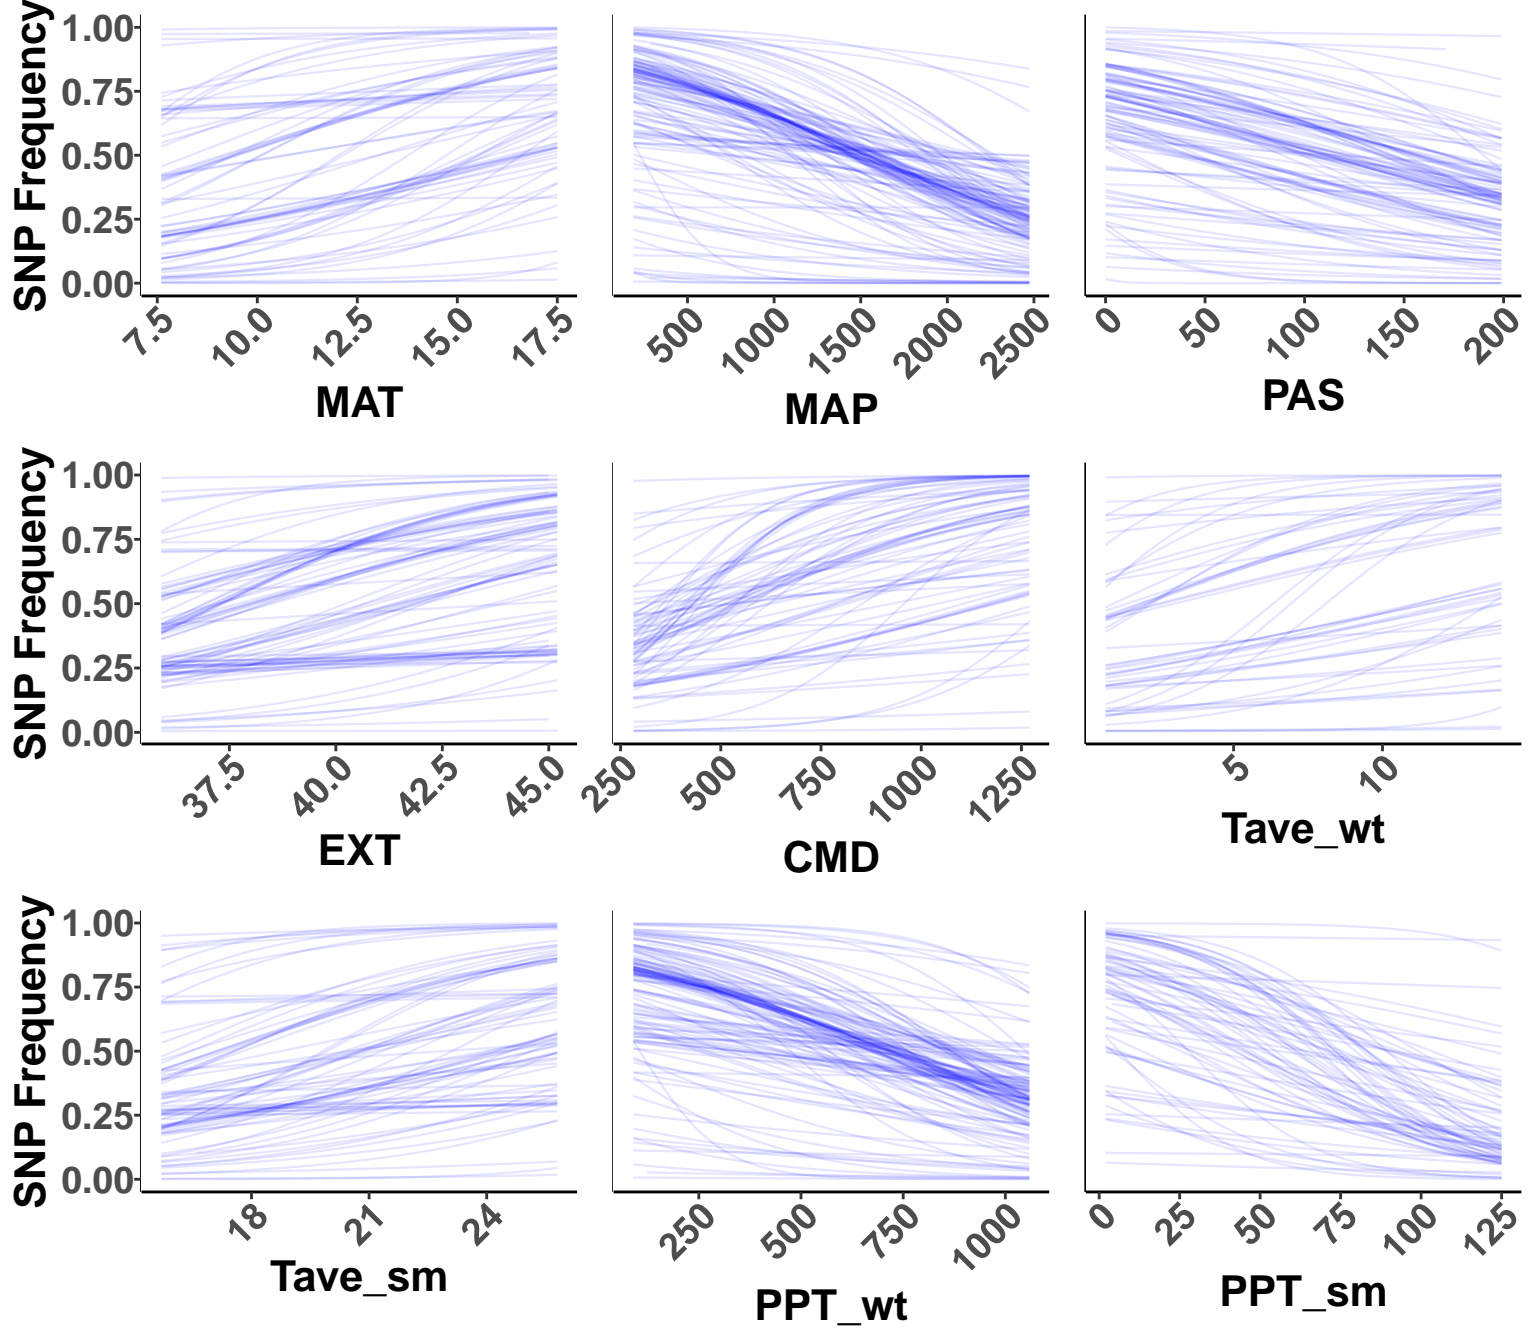 SNP Frequency
1.00
0.75
0.50
0.25
0.00
7.5 10.0 12.5 15.0 17.5
MAT
500 1000 1500 2000 2500
MAP
0 50 100 150 200
PAS
SNP Frequency
1.00
0.75
0.50
0.25
0.00
37.5 40.0 42.5 45.0
EXT
250 500 750 1000 1250
CMD
5 10
Tave_wt
SNP Frequency
1.00
0.75
0.50
0.25
0.00
18 21 24
Tave_sm
250 500 750 1000
PPT_wt
0 25 50 75 100 125
PPT_sm